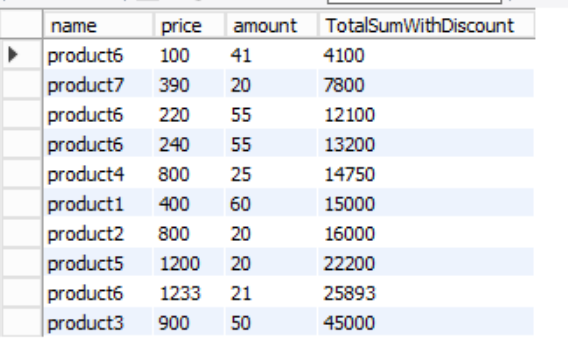 name price amount TotalSumWithDiscount
product6 100 41 4100
product7 390 20 7800
product6 220 55 12100
product6 240 55 13200
product4 800 25 14750
product1 400 60 15000
product2 800 20 16000
product5 1200 20 22200
product6 1233 21 25893
product3 900 50 45000